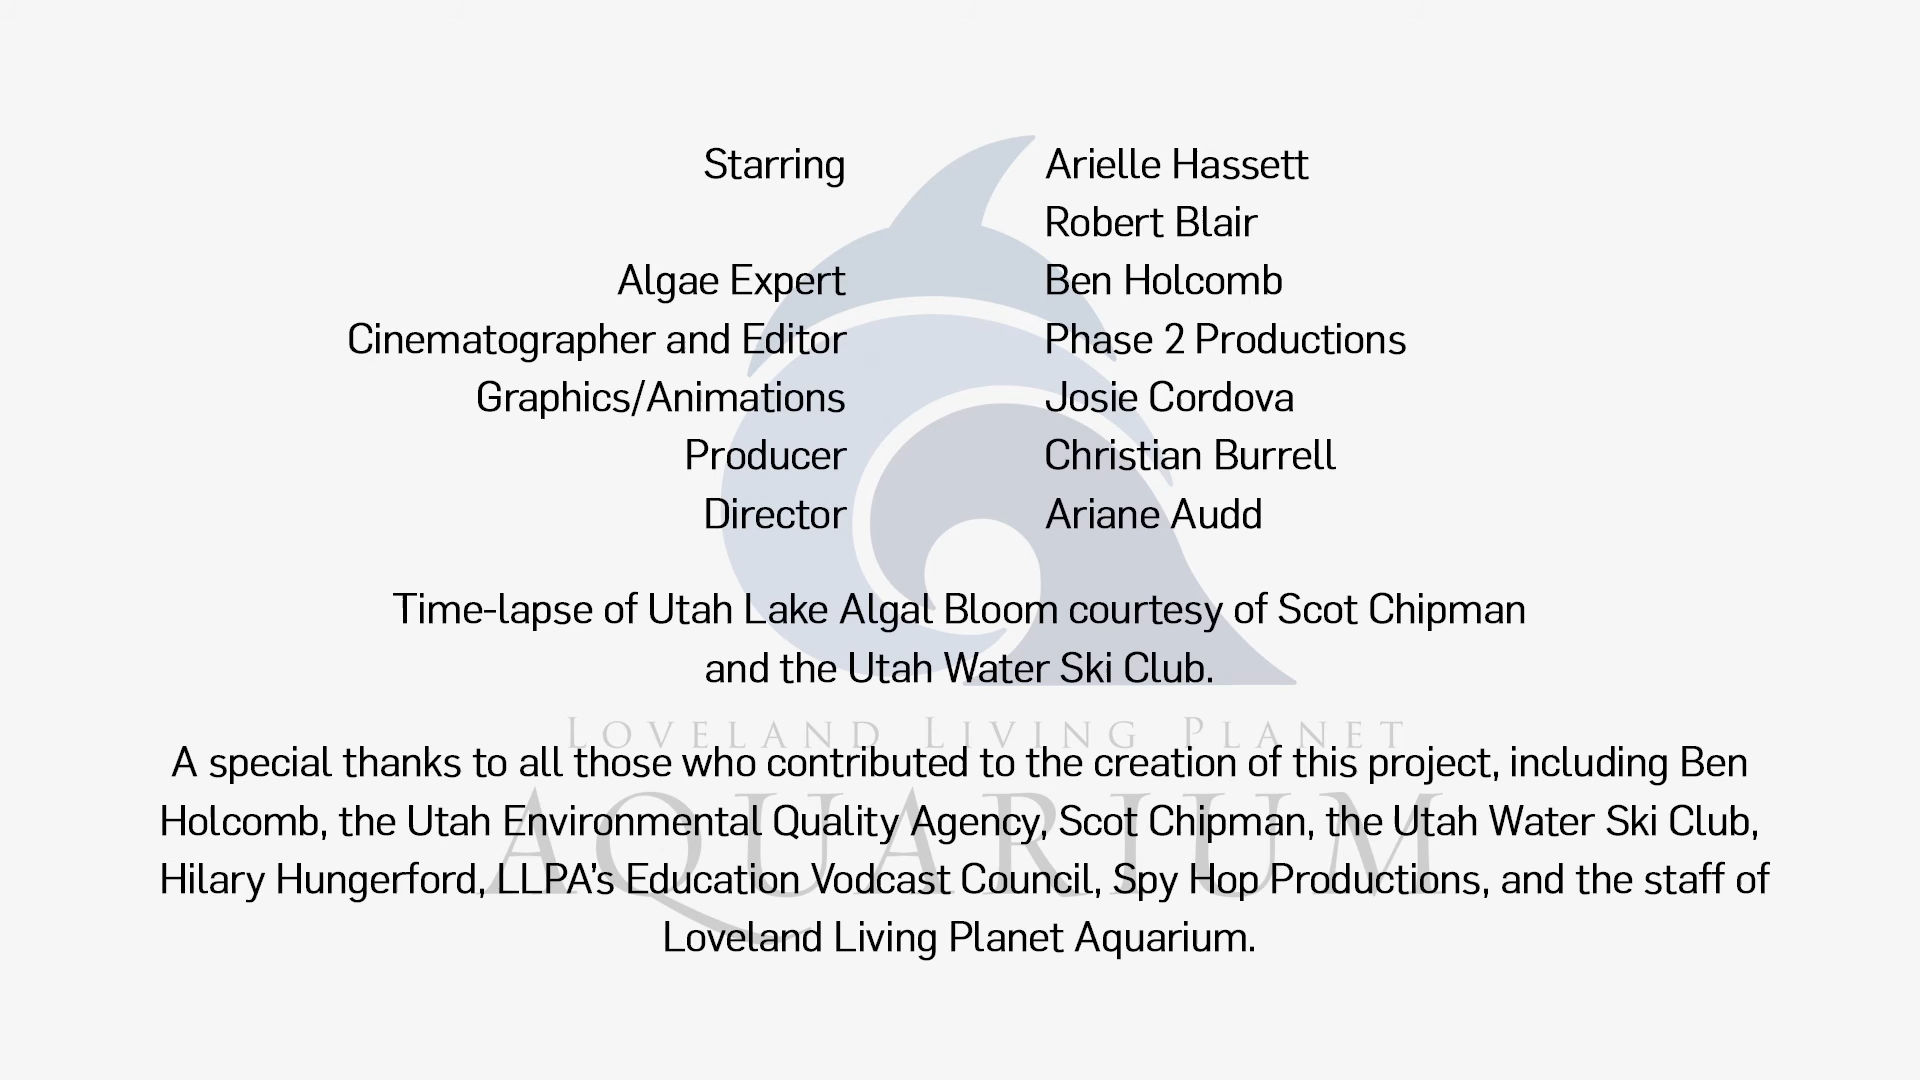 Starring Arielle Hassett
Robert Blair
Algae Expert Ben Holcomb
Cinematographer and Editor Phase 2 Productions
Graphics/Animations Josie Cordova
Producer Christian Burrell
Director Ariane Audd
Time-lapse of Utah Lake Algal Bloom courtesy of Scot Chipman
and the Utah Water Ski Club.
LOVELAND LIVING PLANET
A special thanks to all those who contributed to the creation of this project, including Ben
AQUARIUM
Holcomb, the Utah Environmental Quality Agency, Scot Chipman, the Utah Water Ski Club,
Hilary Hungerford, LLPA’s Education Vodcast Council, Spy Hop Productions, and the staff of
Loveland Living Planet Aquarium.